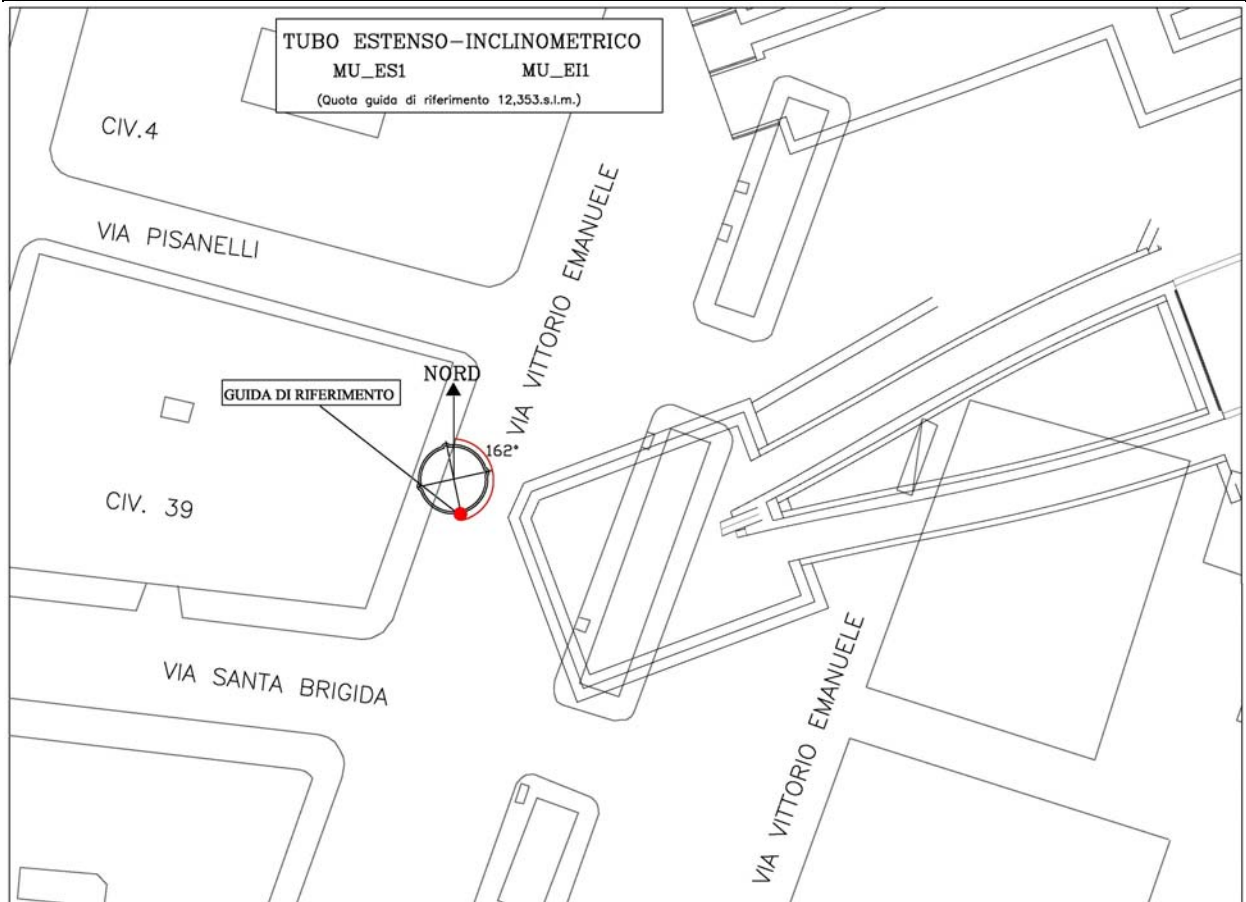 TUBO ESTENSO-INCLINOMETRICO
MU_ES1 MU_EI1
(Quota guida di riferimento 12,353.s.l.m.)
CIV.4
VIA PISANELLI
VIA VITTORIO EMANUELE
NORD
GUIDA DI RIFERIMENTO
162°
CIV. 39
VIA SANTA BRIGIDA
VIA VITTORIO EMANUELE